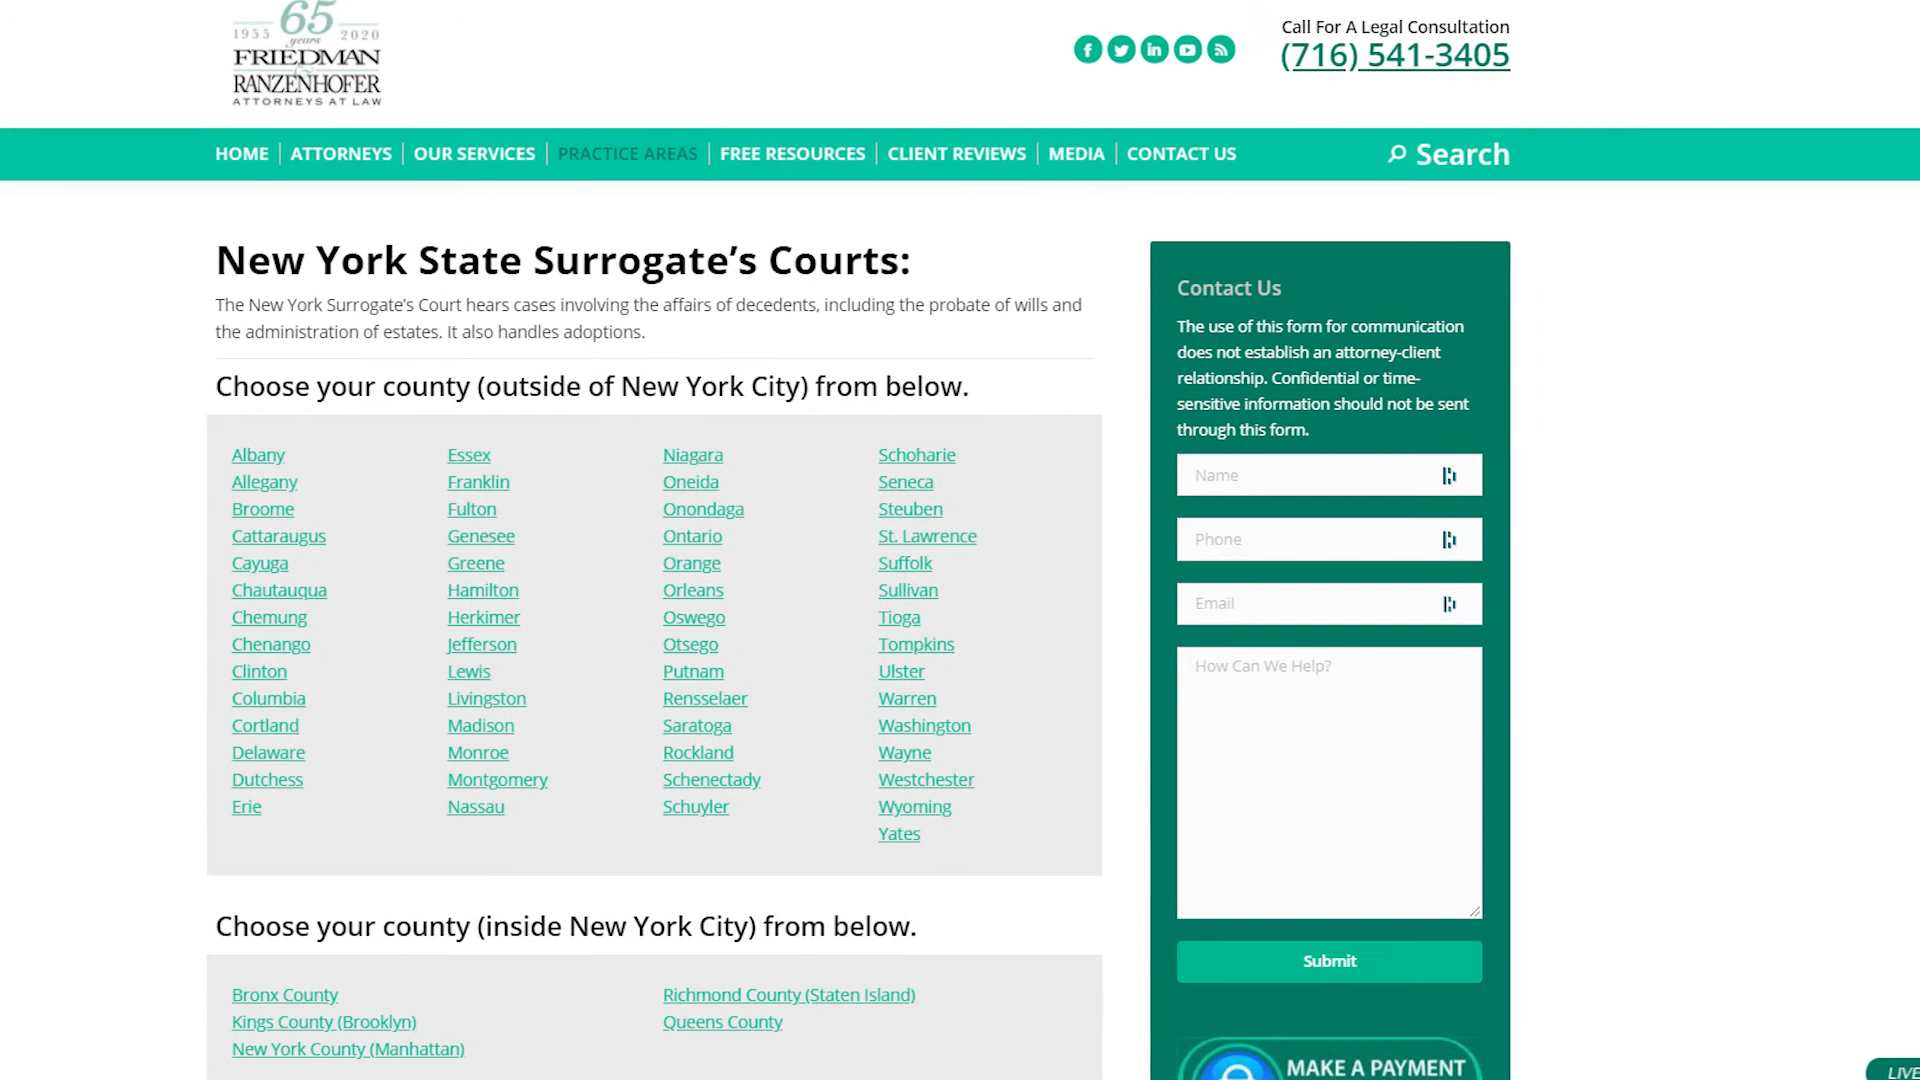 65
1955 years 2020
FRIEDMAN
&
RANZENHOFER
ATTORNEYS AT LAW
Call For A Legal Consultation
(716) 541-3405
HOME ATTORNEYS OUR SERVICES PRACTICE AREAS FREE RESOURCES CLIENT REVIEWS MEDIA CONTACT US Search
New York State Surrogate’s Courts:
The New York Surrogate’s Court hears cases involving the affairs of decedents, including the probate of wills and
the administration of estates. It also handles adoptions.
Choose your county (outside of New York City) from below.
Albany
Allegany
Broome
Cattaraugus
Cayuga
Chautauqua
Chemung
Chenango
Clinton
Columbia
Cortland
Delaware
Dutchess
Erie
Essex
Franklin
Fulton
Genesee
Greene
Hamilton
Herkimer
Jefferson
Lewis
Livingston
Madison
Monroe
Montgomery
Nassau
Niagara
Oneida
Onondaga
Ontario
Orange
Orleans
Oswego
Otsego
Putnam
Rensselaer
Saratoga
Rockland
Schenectady
Schuyler
Schoharie
Seneca
Steuben
St. Lawrence
Suffolk
Sullivan
Tioga
Tompkins
Ulster
Warren
Washington
Wayne
Westchester
Wyoming
Yates
Choose your county (inside New York City) from below.
Bronx County
Kings County (Brooklyn)
New York County (Manhattan)
Richmond County (Staten Island)
Queens County
Contact Us
The use of this form for communication
does not establish an attorney-client
relationship. Confidential or time-
sensitive information should not be sent
through this form.
Name
Phone
Email
How Can We Help?
Submit
MAKE A PAYMENT
LIVE